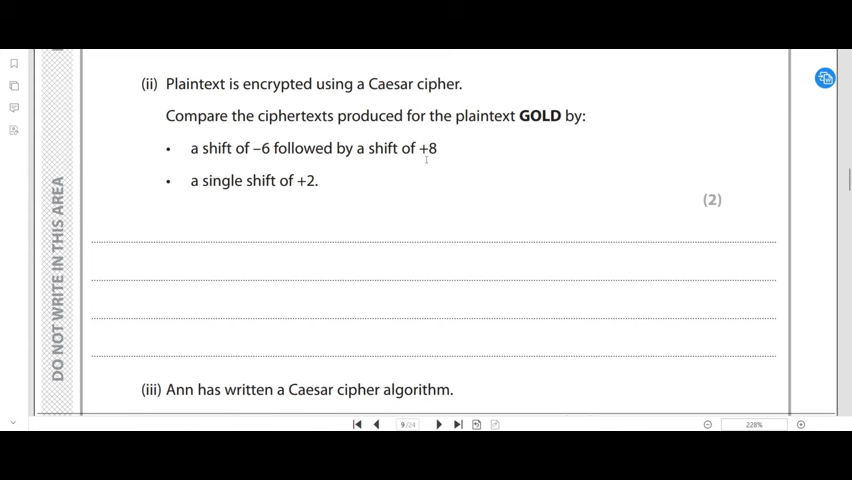 (ii) Plaintext is encrypted using a Caesar cipher.
Compare the ciphertexts produced for the plaintext GOLD by:
• a shift of –6 followed by a shift of +8
• a single shift of +2.
(2)
DO NOT WRITE IN THIS AREA
(iii) Ann has written a Caesar cipher algorithm.
9/24
228%